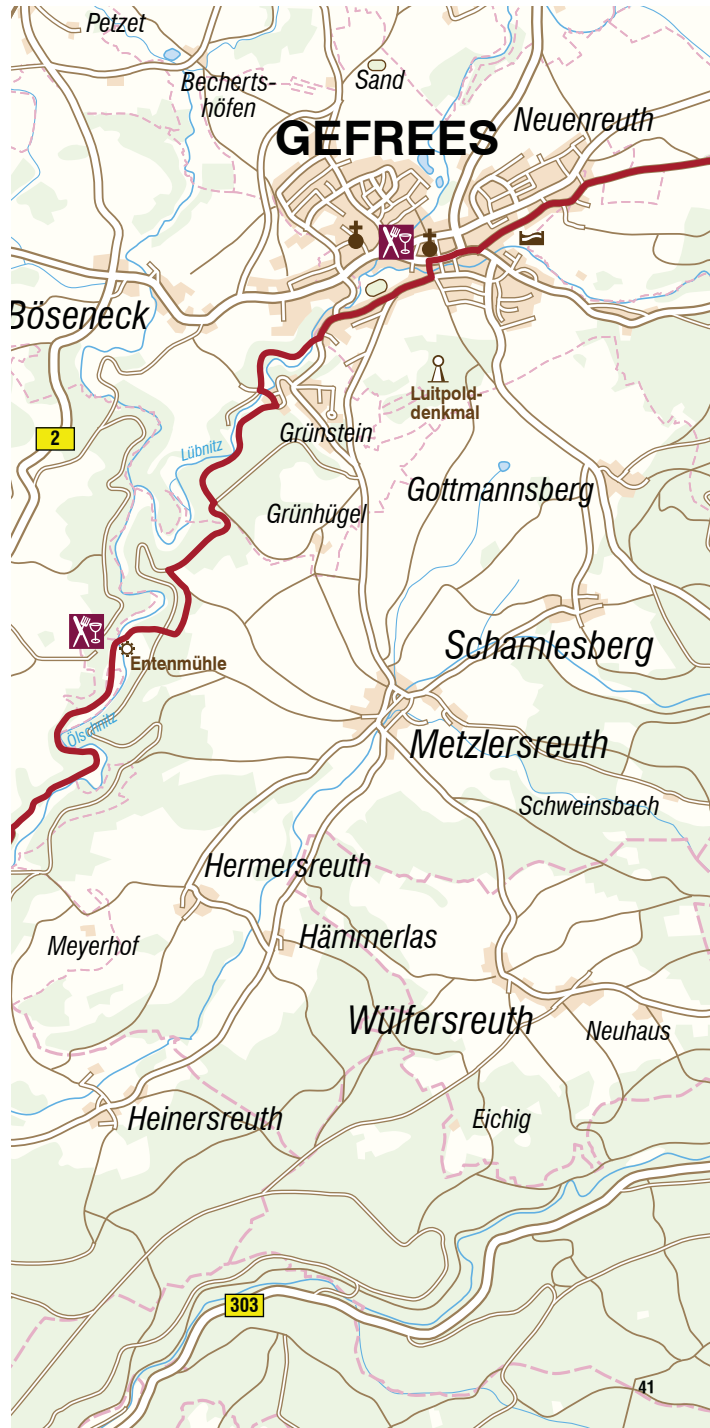 Petzet
Becherts-
höfen
Sand
GEFREES
Neuenreuth
Böseneck
Luitpold-
denkmal
2
Lübnitz
Grünstein
Grünhügel
Gottmannsberg
Schamlesberg
Entenmühle
Ölschnitz
Metzlersreuth
Schweinsbach
Hermersreuth
Meyerhof
Hämmerlas
Wülfersreuth
Neuhaus
Heinersreuth
Eichig
303
41